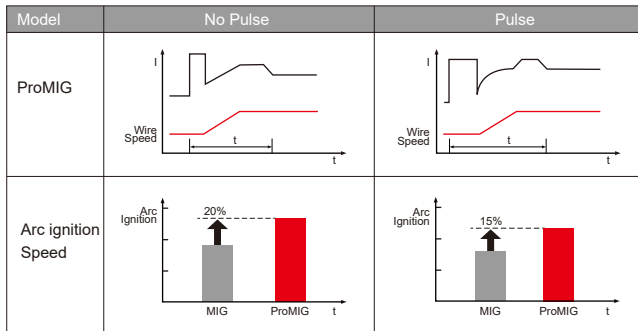 Model No Pulse Pulse
ProMIG
I
Wire
Speed
t
t
I
Wire
Speed
t
t
Arc ignition
Speed
Arc
Ignition
20%
MIG ProMIG t
Arc
Ignition
15%
MIG ProMIG t